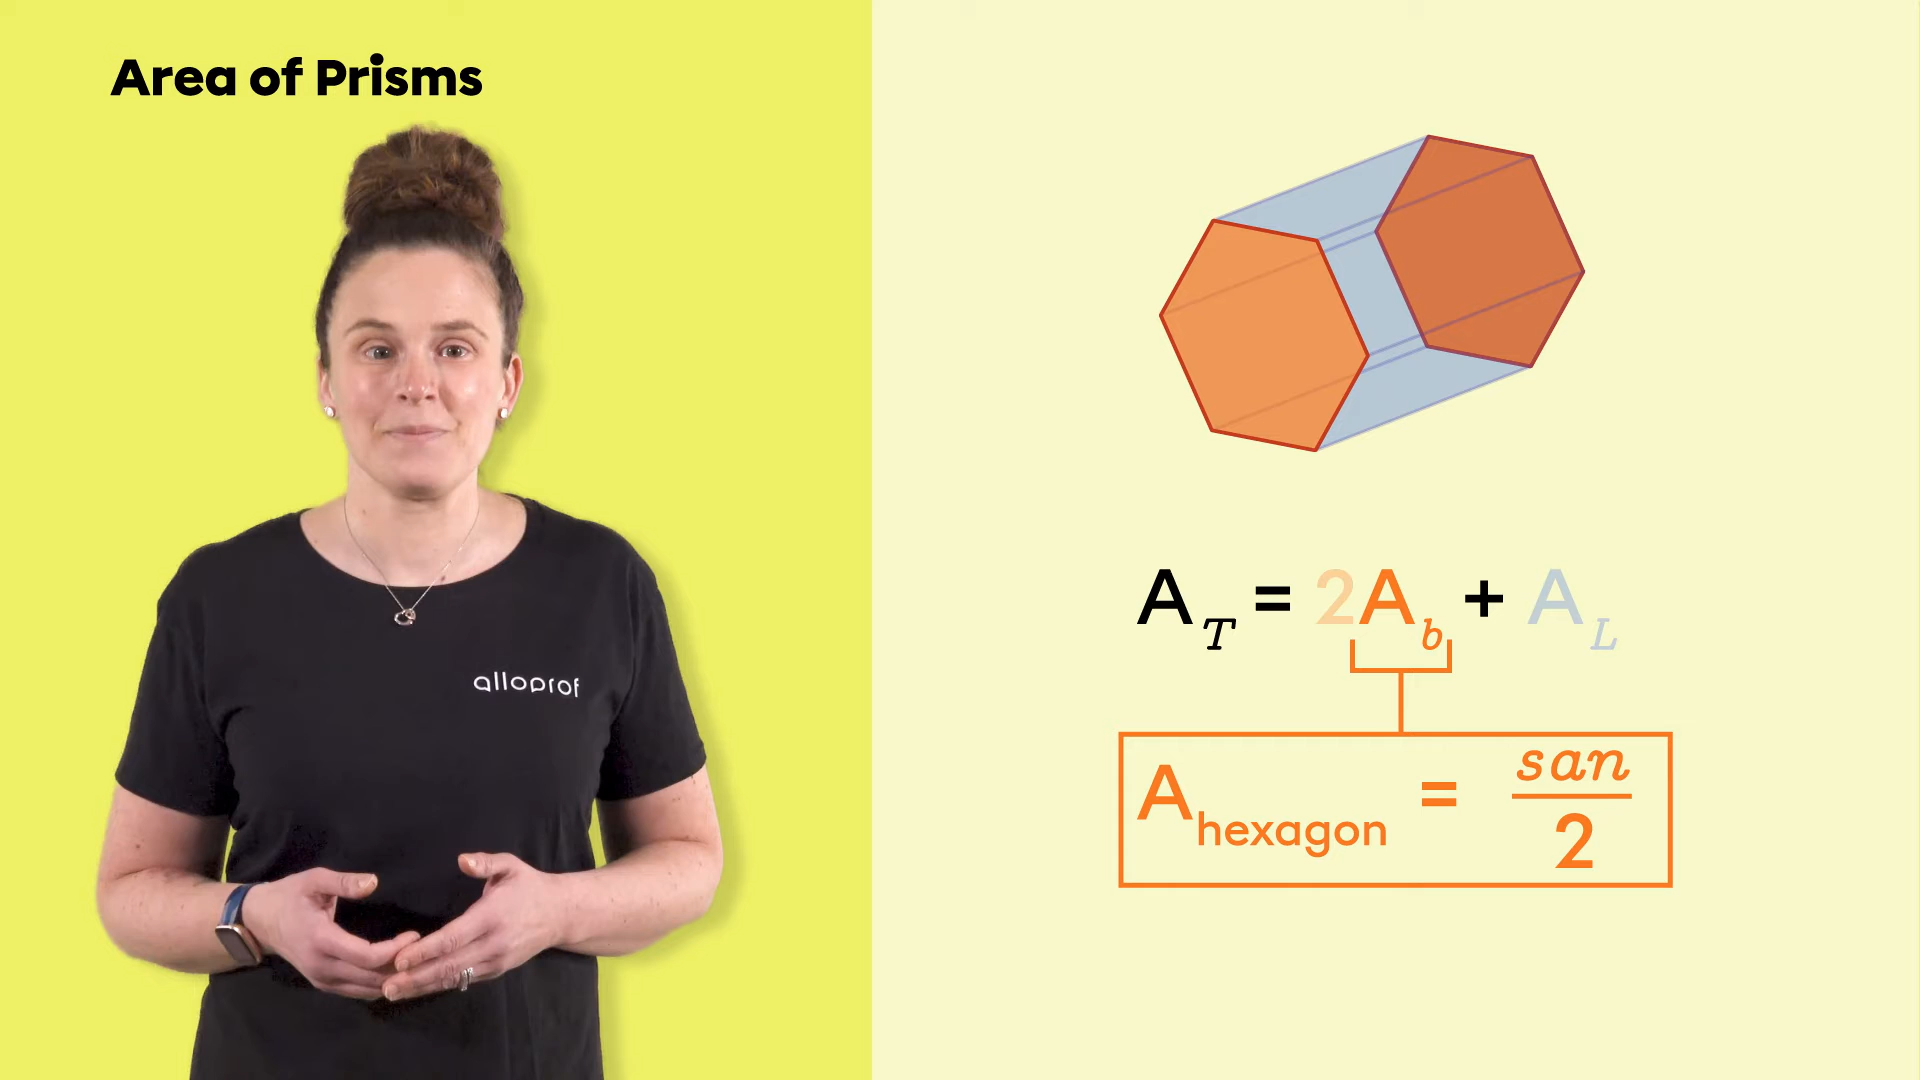 Area of Prisms
alloprof
A_T = 2A_b + A_L
A_hexagon = san/2